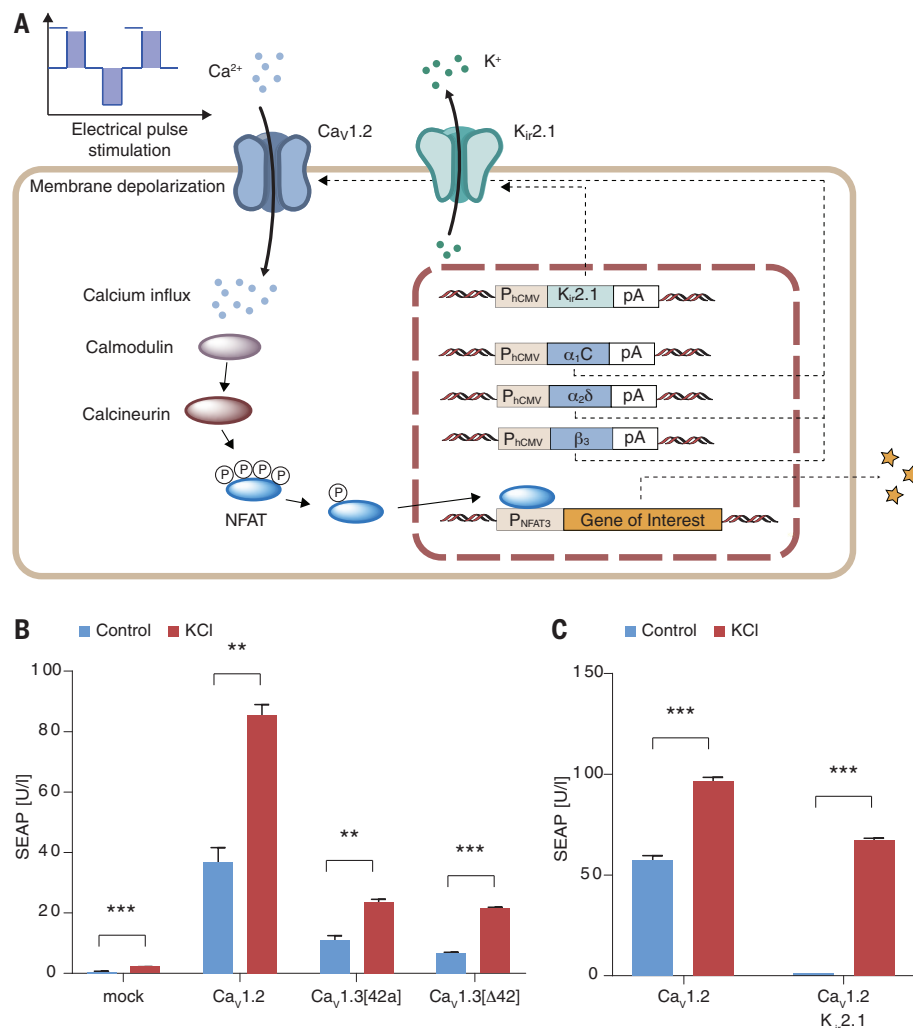 A
Ca²⁺
K⁺
Electrical pulse
stimulation
Caᵥ1.2
Kᵢᵣ2.1
Membrane depolarization
Calcium influx
Calmodulin
Calcineurin
P P P P
NFAT
P
PhCMV Kᵢᵣ2.1 pA
PhCMV α₁C pA
PhCMV α₂δ pA
PhCMV β₃ pA
PNFAT3 Gene of Interest
B
Control KCl
SEAP [U/l]
100
80
60
40
20
0
***
**
**
***
mock
Caᵥ1.2
Caᵥ1.3[42a]
Caᵥ1.3[Δ42]
C
Control KCl
SEAP [U/l]
150
100
50
0
***
***
Caᵥ1.2
Caᵥ1.2
Kᵢᵣ2.1